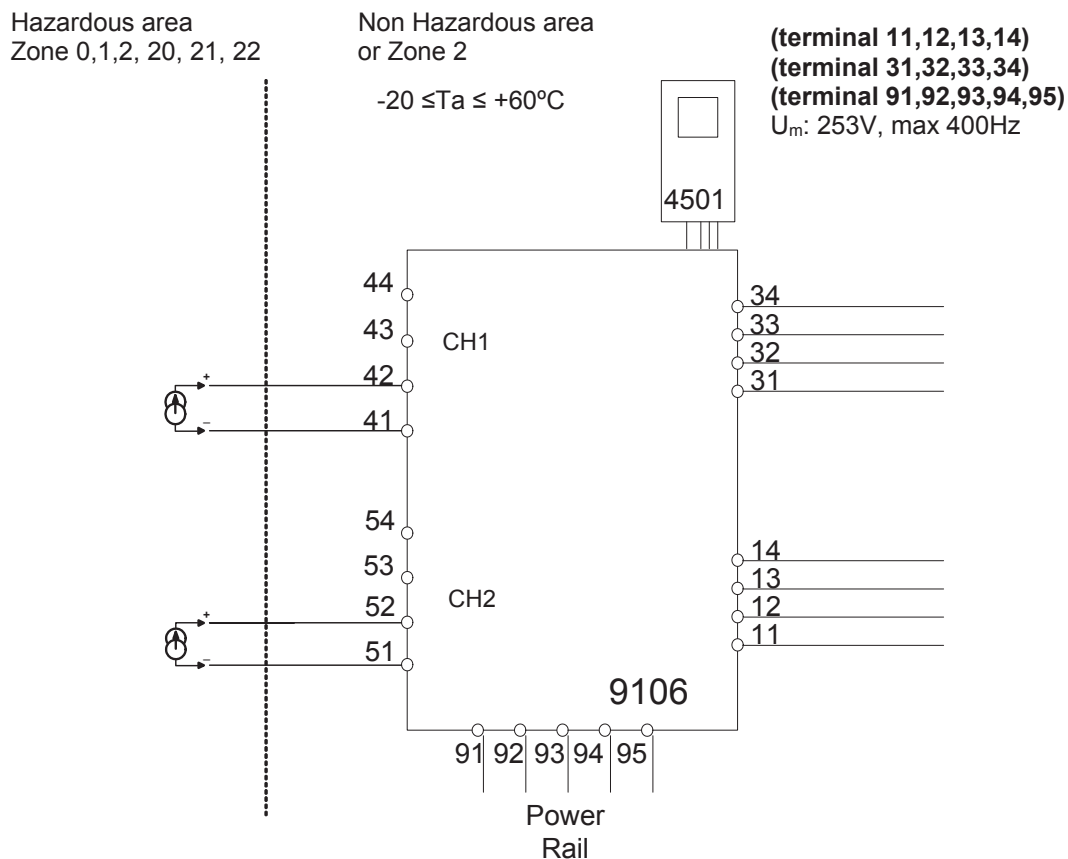 Hazardous area
Zone 0,1,2, 20, 21, 22
Non Hazardous area
or Zone 2
-20 ≤Ta ≤ +60ºC
(terminal 11,12,13,14)
(terminal 31,32,33,34)
(terminal 91,92,93,94,95)
Um: 253V, max 400Hz
4501
44
43
CH1
42
41
34
33
32
31
+
–
54
53
CH2
52
51
14
13
12
11
+
–
9106
91 92 93 94 95
Power
Rail